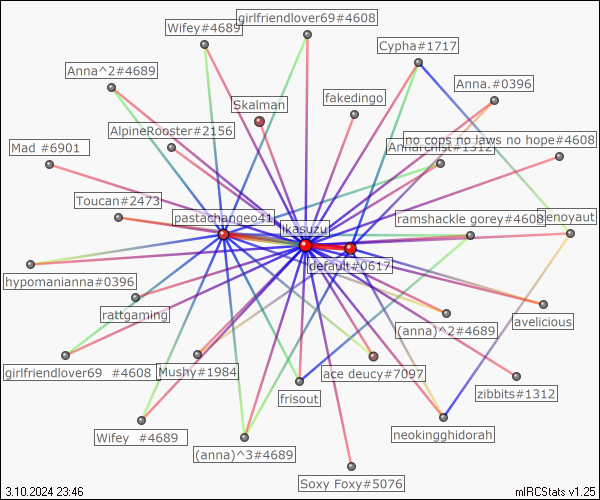 girlfriendlover69#4608
Wifey#4689
Cypha#1717
Anna^2#4689
Anna.#0396
fakedingo
Skalman
AlpineRooster#2156
no cops no laws no hope#4608
Mad #6901
Annarchist#1312
Toucan#2473
pastachangeo41
ikasuzu
ramshackle gorey#4608
enoyaut
default#0617
hypomanianna#0396
rattgaming
avelicious
(anna)^2#4689
girlfriendlover69  #4608
Mushy#1984
ace deucy#7097
frisout
zibbits#1312
Wifey  #4689
neokingghidorah
(anna)^3#4689
Soxy Foxy#5076
3.10.2024 23:46
mIRCStats v1.25